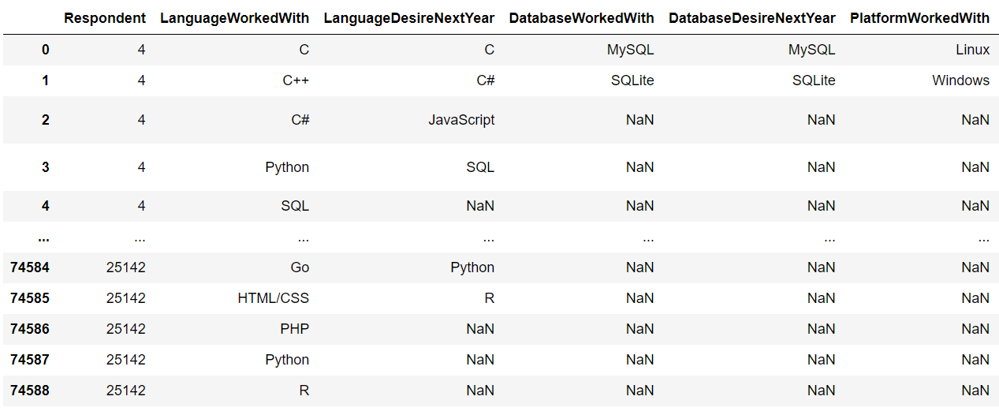 Respondent LanguageWorkedWith LanguageDesireNextYear DatabaseWorkedWith DatabaseDesireNextYear PlatformWorkedWith
0 4 C C MySQL MySQL Linux
1 4 C++ C# SQLite SQLite Windows
2 4 C# JavaScript NaN NaN NaN
3 4 Python SQL NaN NaN NaN
4 4 SQL NaN NaN NaN NaN
... ... ... ... ... ... ...
74584 25142 Go Python NaN NaN NaN
74585 25142 HTML/CSS R NaN NaN NaN
74586 25142 PHP NaN NaN NaN NaN
74587 25142 Python NaN NaN NaN NaN
74588 25142 R NaN NaN NaN NaN